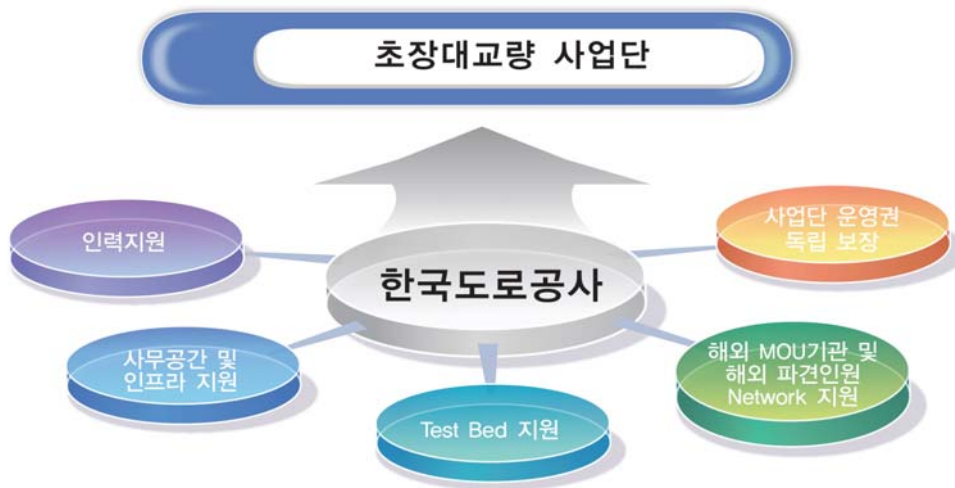 초장대교량 사업단
인력지원
사업단 운영권
독립 보장
한국도로공사
사무공간 및
인프라 지원
해외 MOU기관 및
해외 파견인원
Network 지원
Test Bed 지원